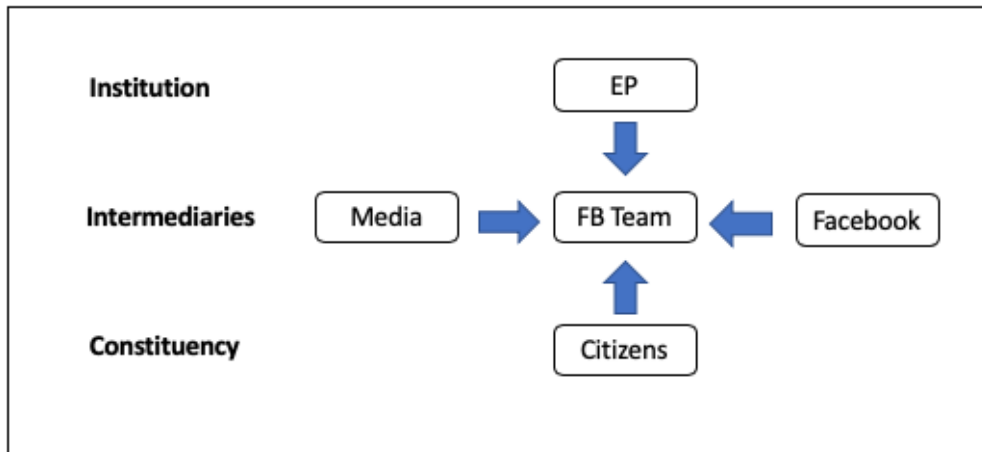 Institution
EP
Intermediaries
Media
FB Team
Facebook
Constituency
Citizens